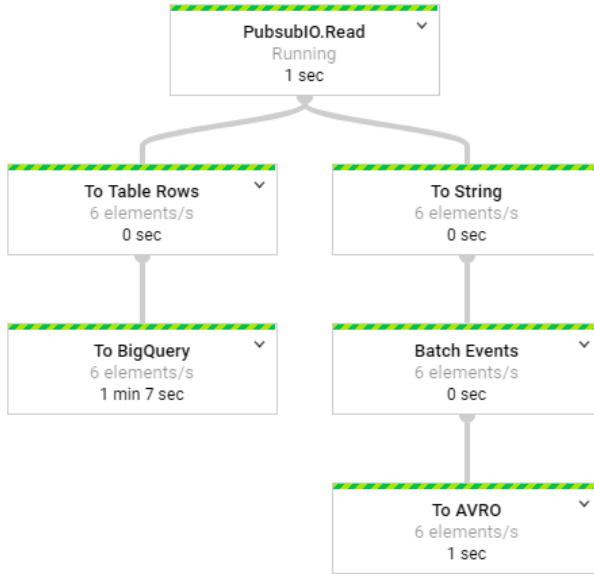 PubsubIO.Read
Running
1 sec
To Table Rows
6 elements/s
0 sec
To String
6 elements/s
0 sec
To BigQuery
6 elements/s
1 min 7 sec
Batch Events
6 elements/s
0 sec
To AVRO
6 elements/s
1 sec